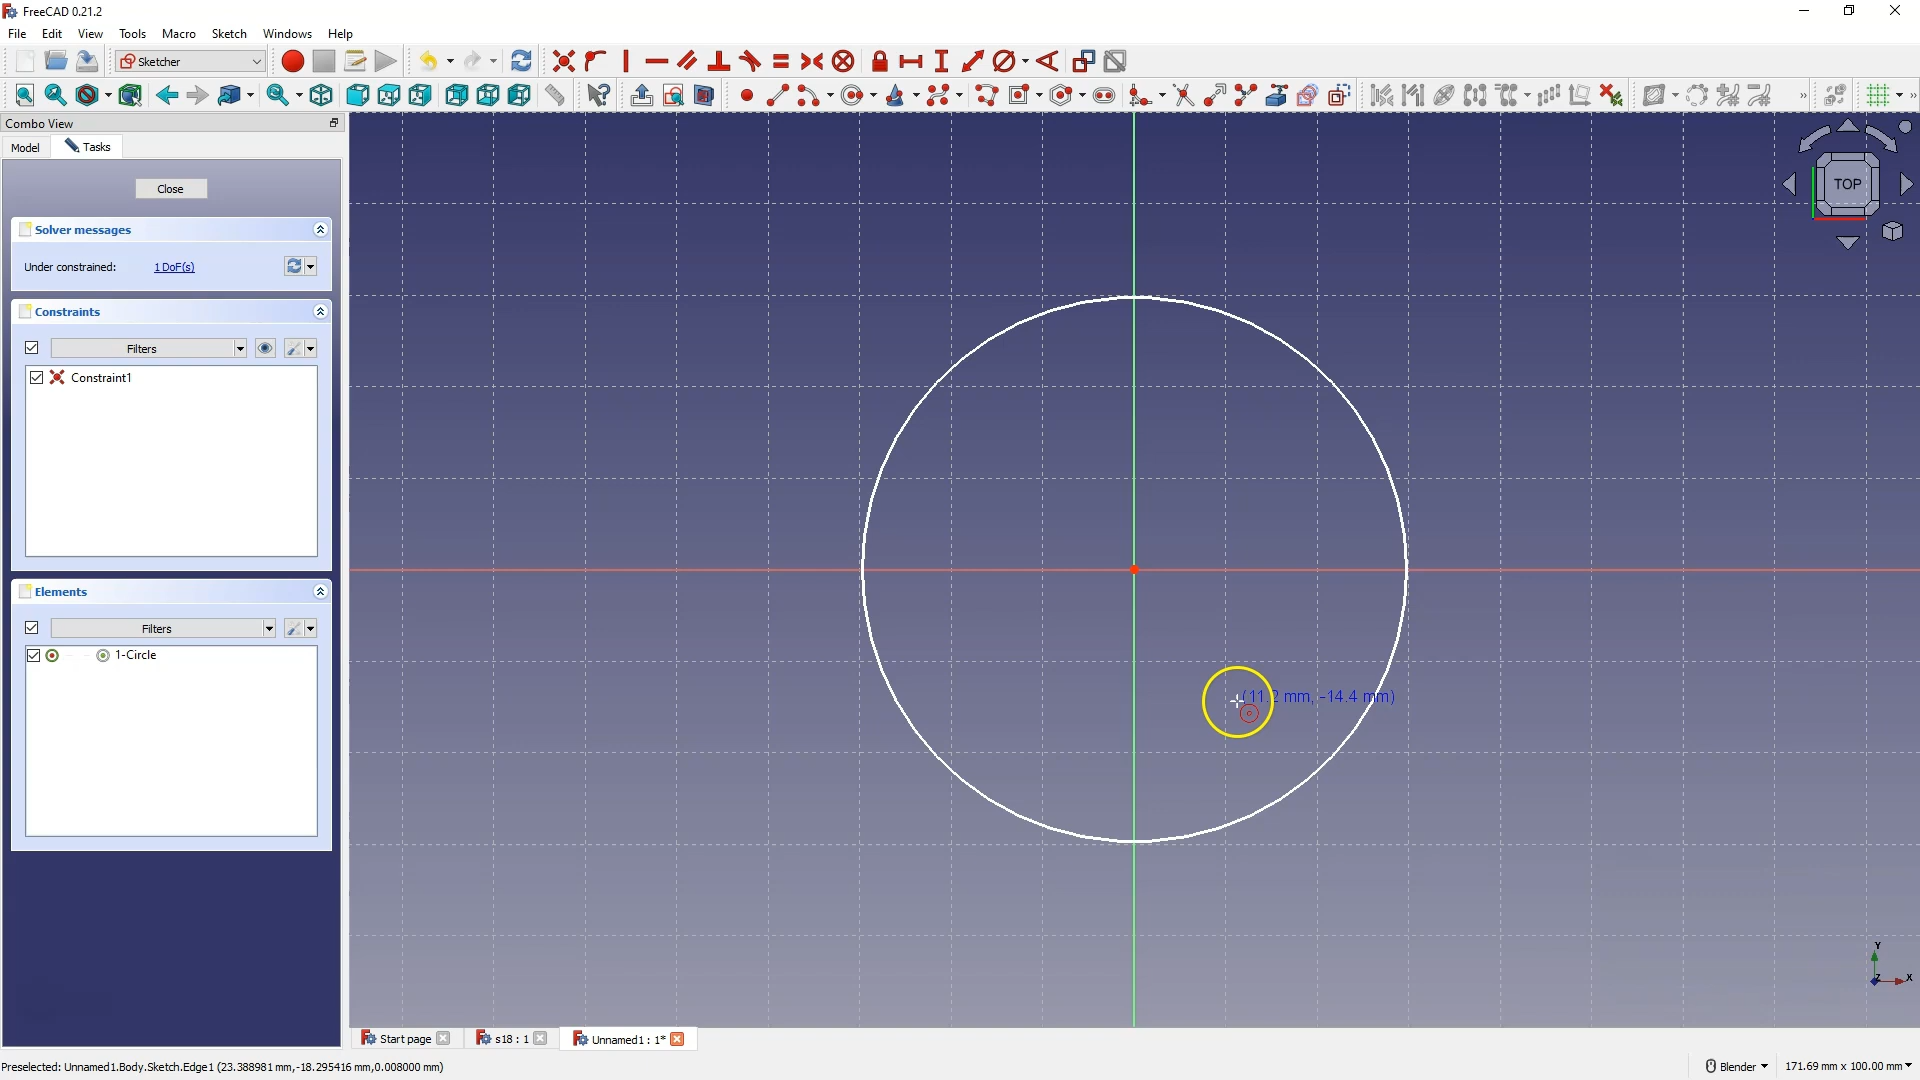 FreeCAD 0.21.2
File Edit View Tools Macro Sketch Windows Help
Sketcher
Combo View
Model Tasks
Close
Solver messages
Under constrained: 1 DoF(s)
Constraints
Filters
Constraint1
Elements
Filters
1-Circle
TOP
(11.2 mm, -14.4 mm)
Y
Z X
Start page s18 : 1 Unnamed1 : 1*
Preselected: Unnamed1.Body.Sketch.Edge1 (23.388981 mm,-18.295416 mm,0.008000 mm) Blender 171.69 mm x 100.00 mm